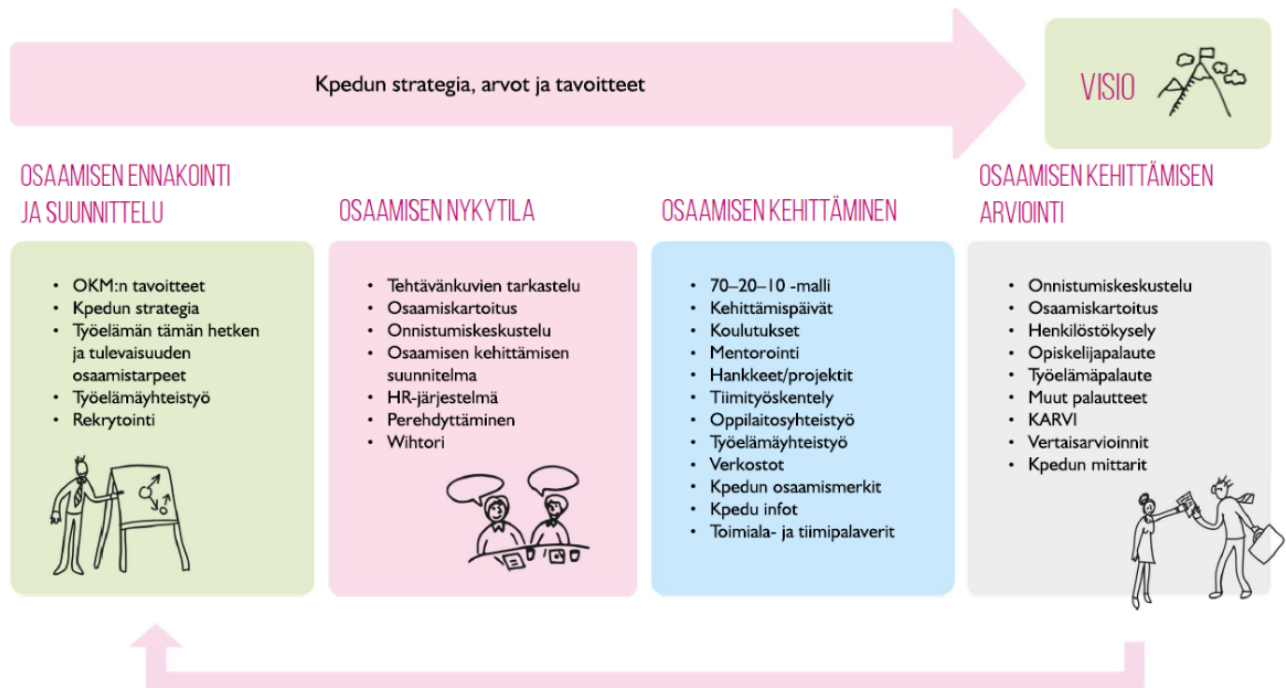 Kpedun strategia, arvot ja tavoitteet
VISIO
OSAAMISEN ENNAKOINTI
JA SUUNNITTELU
• OKM:n tavoitteet
• Kpedun strategia
• Työelämän tämän hetken
ja tulevaisuuden
osaamistarpeet
• Työelämäyhteistyö
• Rekrytointi
OSAAMISEN NYKYTILA
• Tehtävänkuvien tarkastelu
• Osaamiskartoitus
• Onnistumiskeskustelu
• Osaamisen kehittämisen
suunnitelma
• HR-järjestelmä
• Perehdyttäminen
• Wihtori
OSAAMISEN KEHITTÄMINEN
• 70–20–10 -malli
• Kehittämispäivät
• Koulutukset
• Mentorointi
• Hankkeet/projektit
• Tiimityöskentely
• Oppilaitosyhteistyö
• Työelämäyhteistyö
• Verkostot
• Kpedun osaamismerkit
• Kpedu infot
• Toimiala- ja tiimipalaverit
OSAAMISEN KEHITTÄMISEN
ARVIOINTI
• Onnistumiskeskustelu
• Osaamiskartoitus
• Henkilöstökysely
• Opiskelijapalaute
• Työelämäpalaute
• Muut palautteet
• KARVI
• Vertaisarvioinnit
• Kpedun mittarit